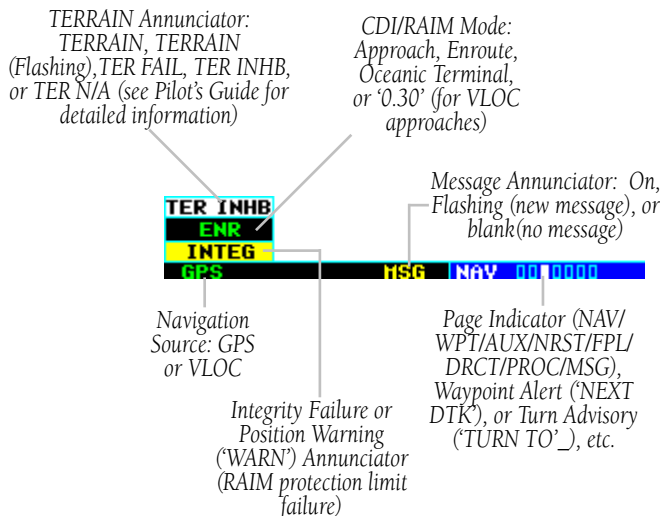 TERRAIN Annunciator:
TERRAIN, TERRAIN
(Flashing),TER FAIL, TER INHB,
or TER N/A (see Pilot's Guide for
detailed information)
CDI/RAIM Mode:
Approach, Enroute,
Oceanic Terminal,
or ‘0.30’ (for VLOC
approaches)
Message Annunciator:  On,
Flashing (new message), or
blank(no message)
TER INHB
ENR
INTEG
GPS MSG NAV
Navigation
Source: GPS
or VLOC
Integrity Failure or
Position Warning
(‘WARN’) Annunciator
(RAIM protection limit
failure)
Page Indicator (NAV/
WPT/AUX/NRST/FPL/
DRCT/PROC/MSG),
Waypoint Alert (‘NEXT
DTK’), or Turn Advisory
(‘TURN TO’_), etc.